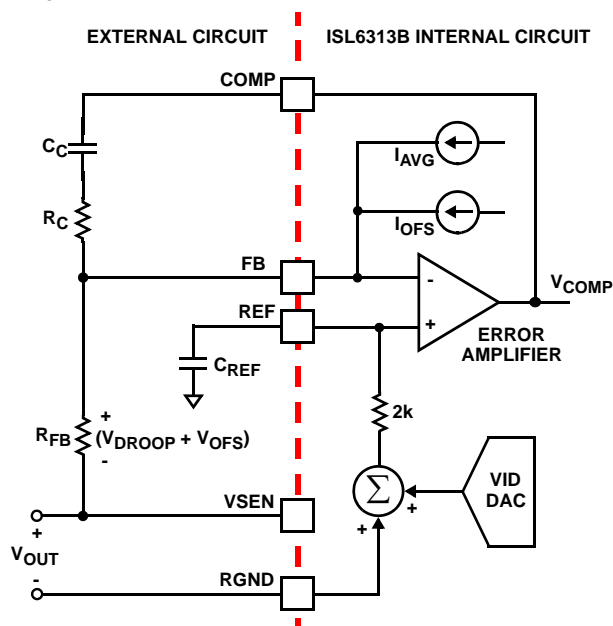 EXTERNAL CIRCUIT
ISL6313B INTERNAL CIRCUIT
COMP
CC
IAVG
RC
IOFS
FB
VCOMP
REF
-
+
ERROR
AMPLIFIER
CREF
2k
+
RFB
(VDROOP + VOFS)
-
VID
DAC
Σ
+
+
VSEN
+
VOUT
-
RGND